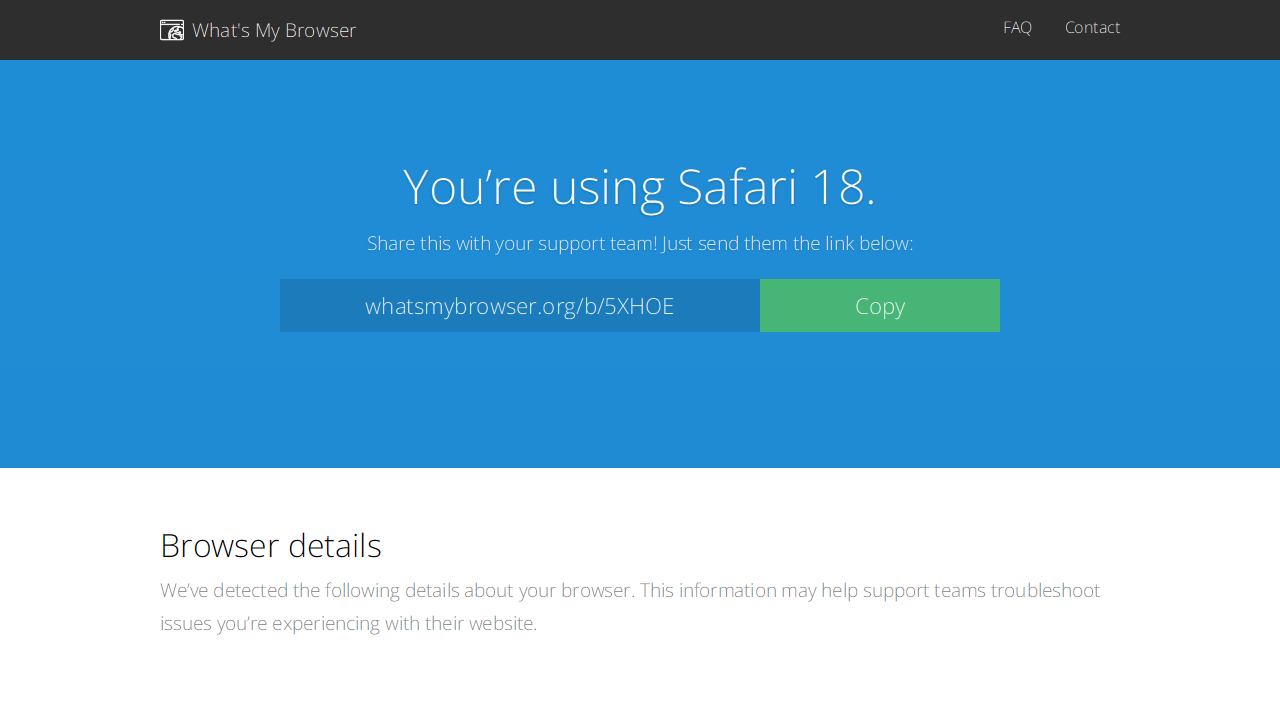 What's My Browser
FAQ
Contact
You’re using Safari 18.
Share this with your support team! Just send them the link below:
whatsmybrowser.org/b/5XHOE
Copy
Browser details
We’ve detected the following details about your browser. This information may help support teams troubleshoot
issues you’re experiencing with their website.